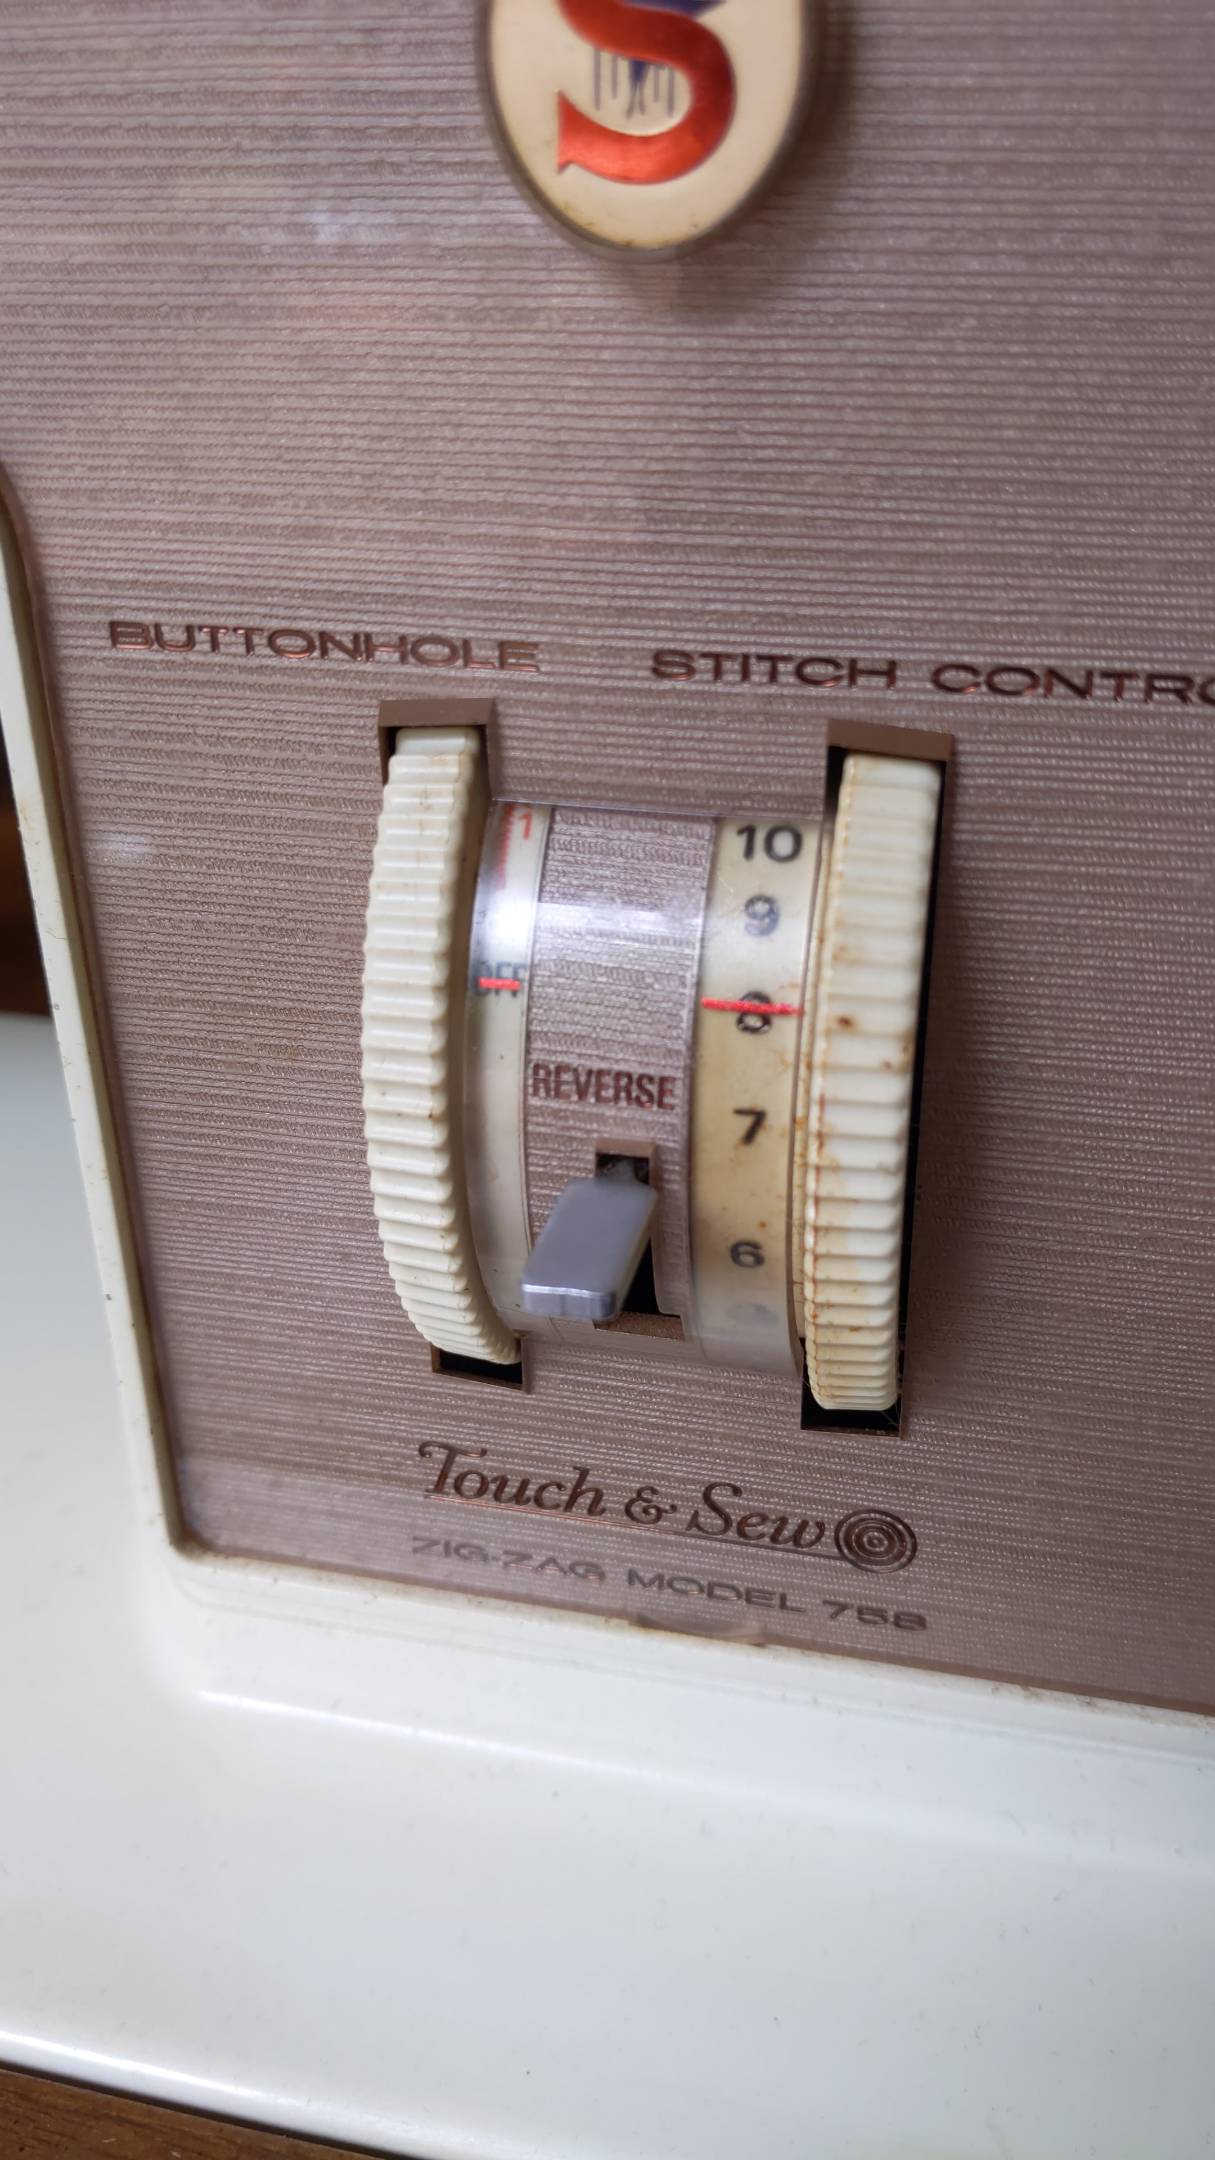 S
BUTTONHOLE STITCH CONTRO
1 10
9
OFF 8
REVERSE
7
6
Touch & Sew
ZIG-ZAG MODEL 758